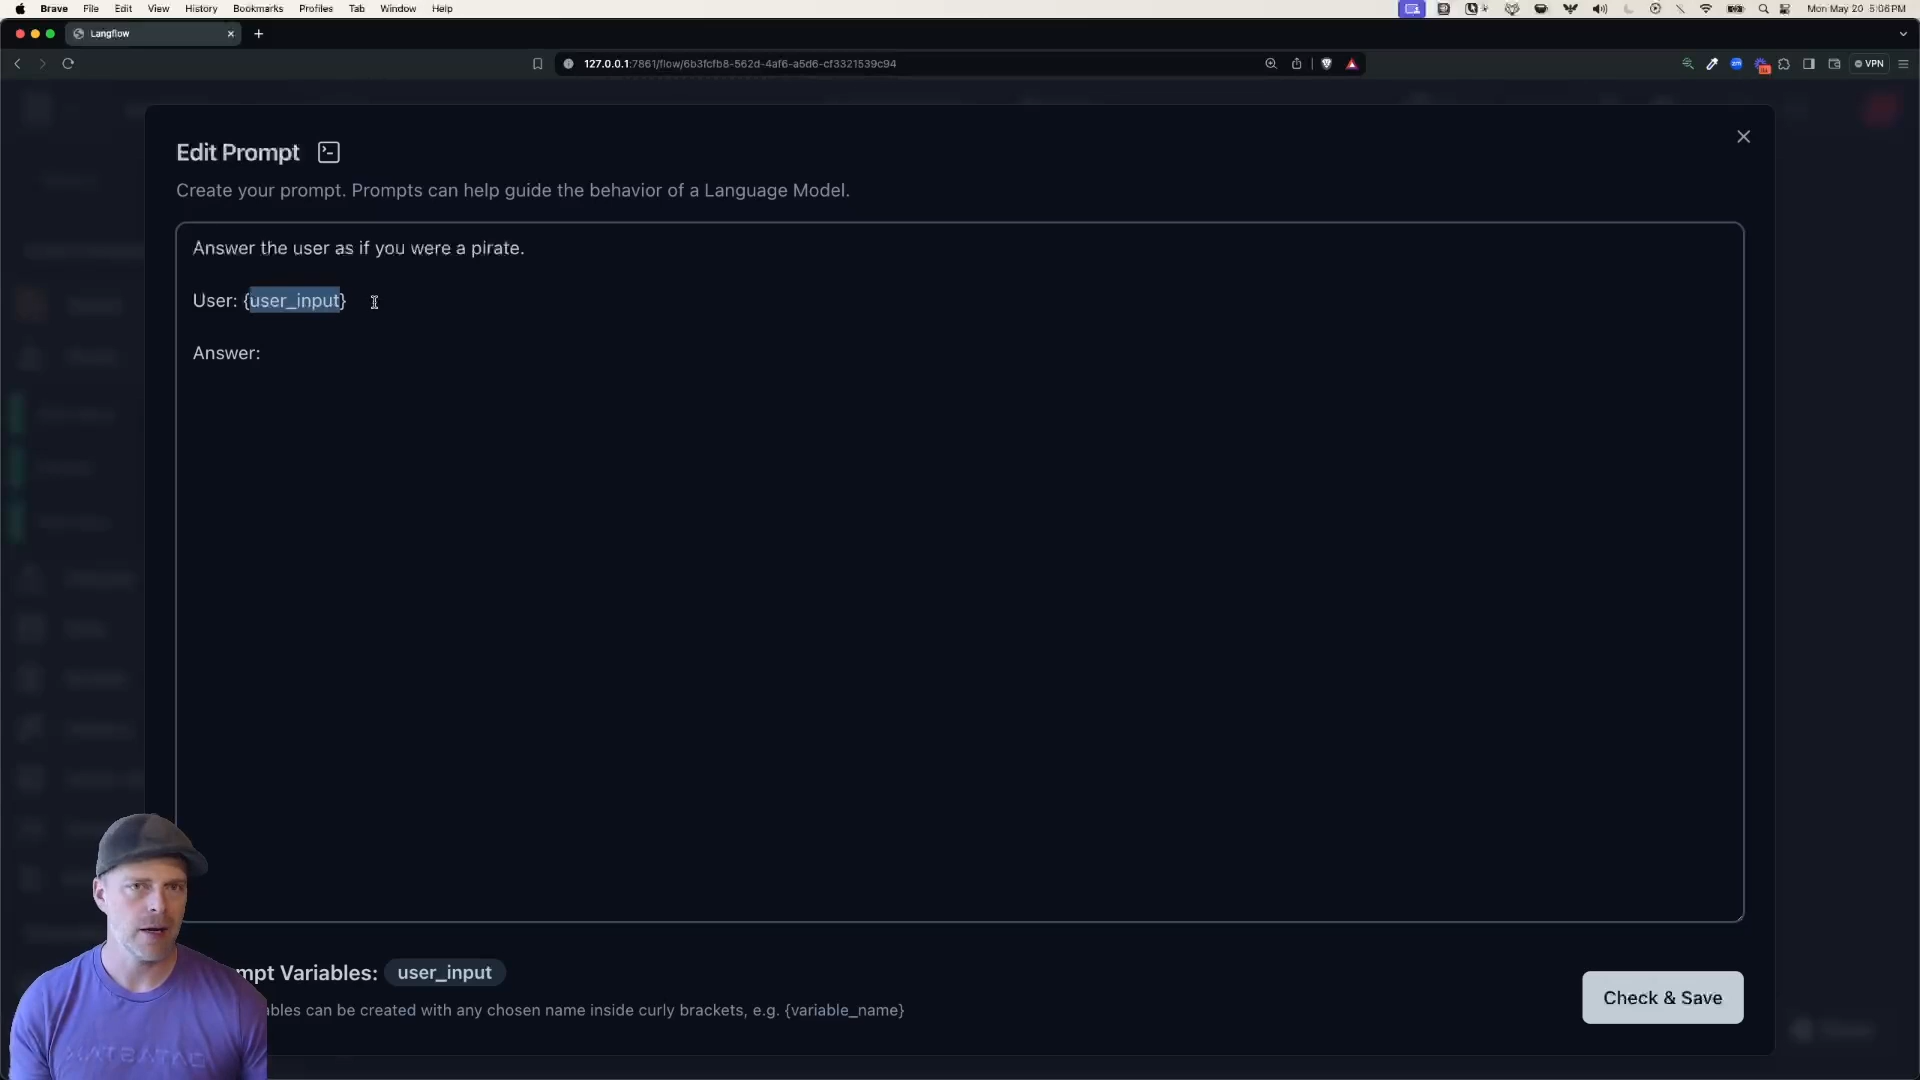 Brave File Edit View History Bookmarks Profiles Tab Window Help Mon May 20 5:06 PM
Langflow
127.0.0.1:7861/flow/6b3fcfb8-562d-4af6-a5d6-cf3321539c94
VPN
Edit Prompt
Create your prompt. Prompts can help guide the behavior of a Language Model.
Answer the user as if you were a pirate.
User: {user_input}
Answer:
mpt Variables: user_input
ables can be created with any chosen name inside curly brackets, e.g. {variable_name}
Check & Save
DATASTAX